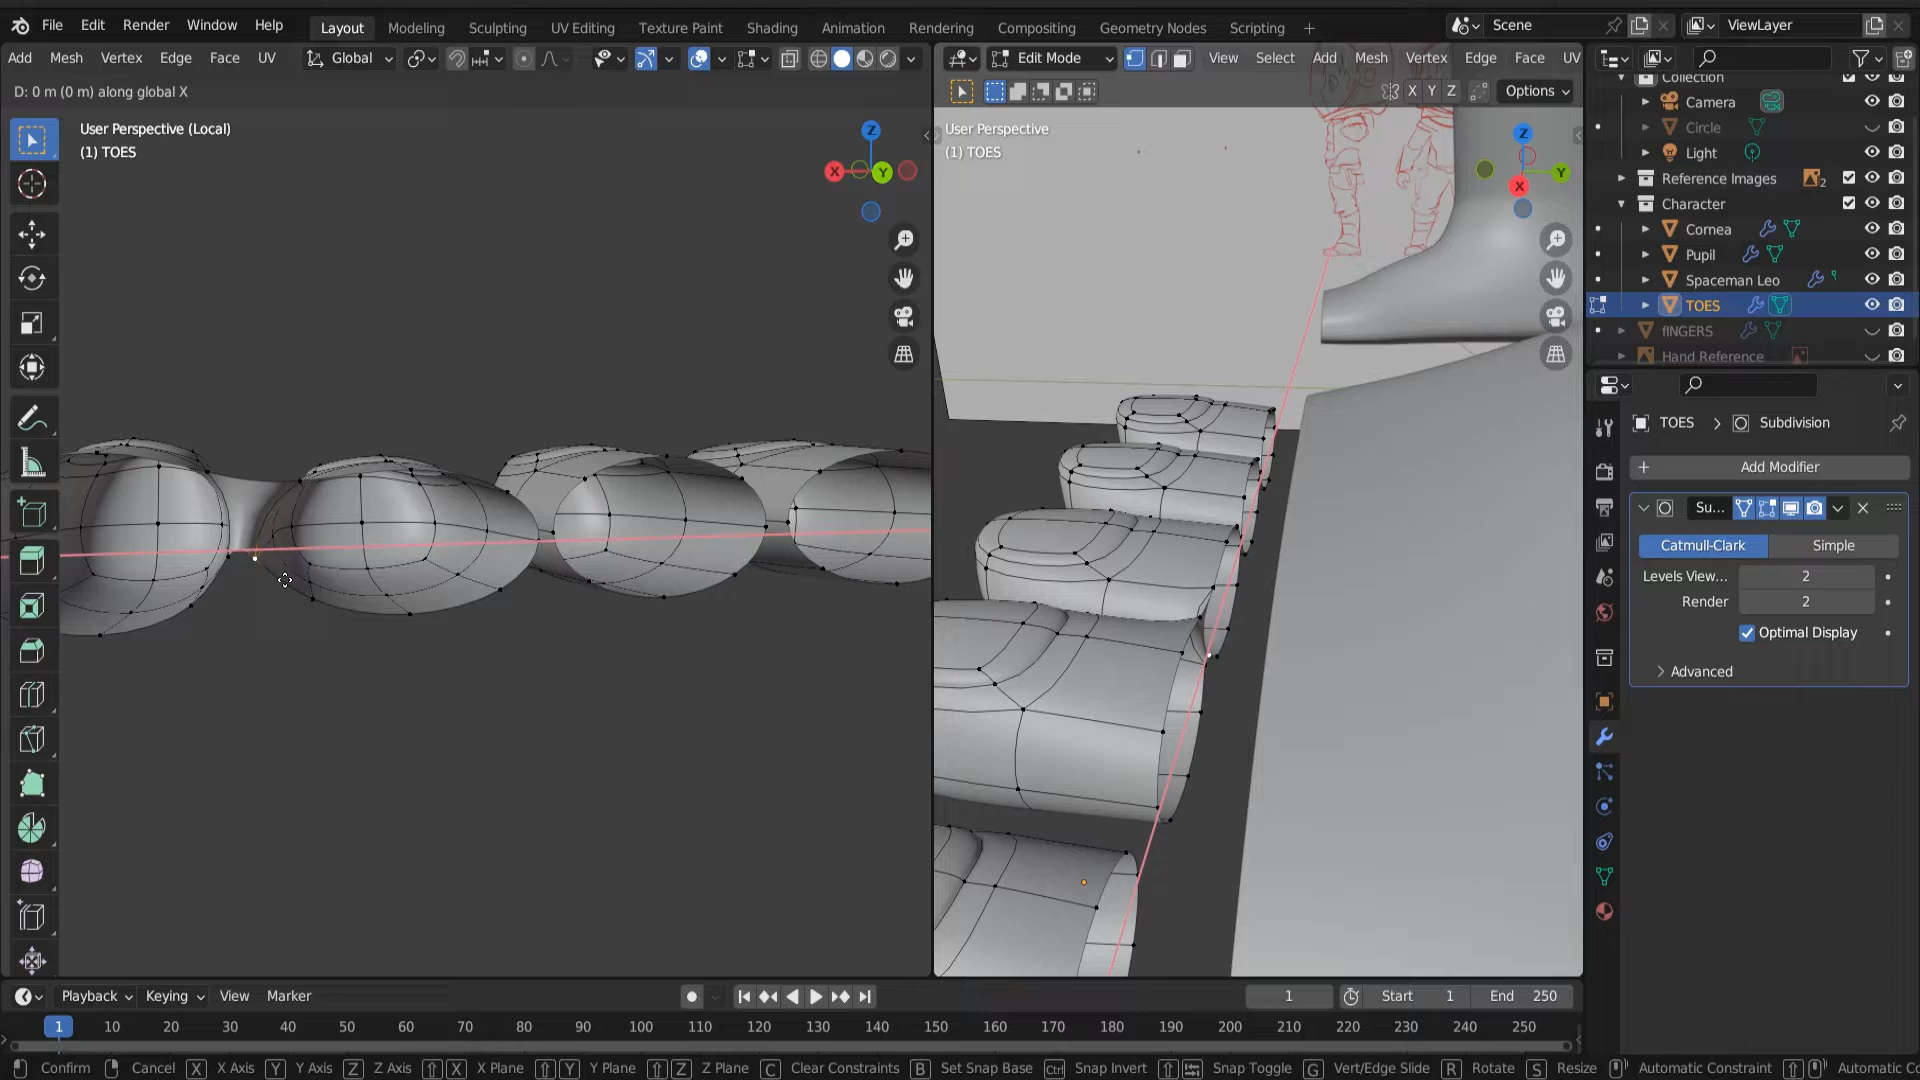 File Edit Render Window Help Layout Modeling Sculpting UV Editing Texture Paint Shading Animation Rendering Compositing Geometry Nodes Scripting + Scene ViewLayer
Add Mesh Vertex Edge Face UV Global Edit Mode View Select Add Mesh Vertex Edge Face UV
D: 0 m (0 m) along global X X Y Z Options
User Perspective (Local)
(1) TOES
Z
X
Y
User Perspective
(1) TOES
Z
Y
X
Collection
Camera
Circle
Light
Reference Images 2
Character
Cornea
Pupil
Spaceman Leo
TOES
fINGERS
Hand Reference
TOES > Subdivision
+ Add Modifier
Su...
Catmull-Clark Simple
Levels View... 2
Render 2
Optimal Display
Advanced
Playback Keying View Marker 1 Start 1 End 250
1 10 20 30 40 50 60 70 80 90 100 110 120 130 140 150 160 170 180 190 200 210 220 230 240 250
Confirm Cancel X X Axis Y Y Axis Z Z Axis X X Plane Y Y Plane Z Z Plane C Clear Constraints B Set Snap Base Ctrl Snap Invert Snap Toggle G Vert/Edge Slide R Rotate S Resize Automatic Constraint Automatic Co